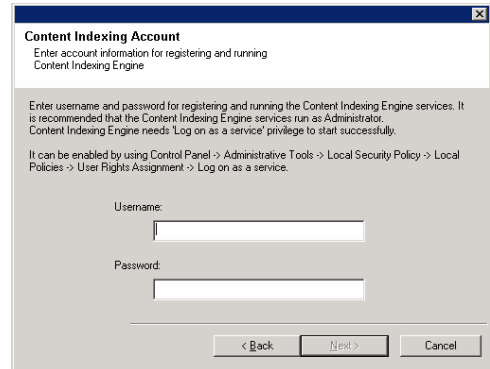 Content Indexing Account
Enter account information for registering and running
Content Indexing Engine
Enter username and password for registering and running the Content Indexing Engine services. It
is recommended that the Content Indexing Engine services run as Administrator.
Content Indexing Engine needs 'Log on as a service' privilege to start successfully.
It can be enabled by using Control Panel -> Administrative Tools -> Local Security Policy -> Local
Policies -> User Rights Assignment -> Log on as a service.
Username:
Password:
< Back
Next >
Cancel